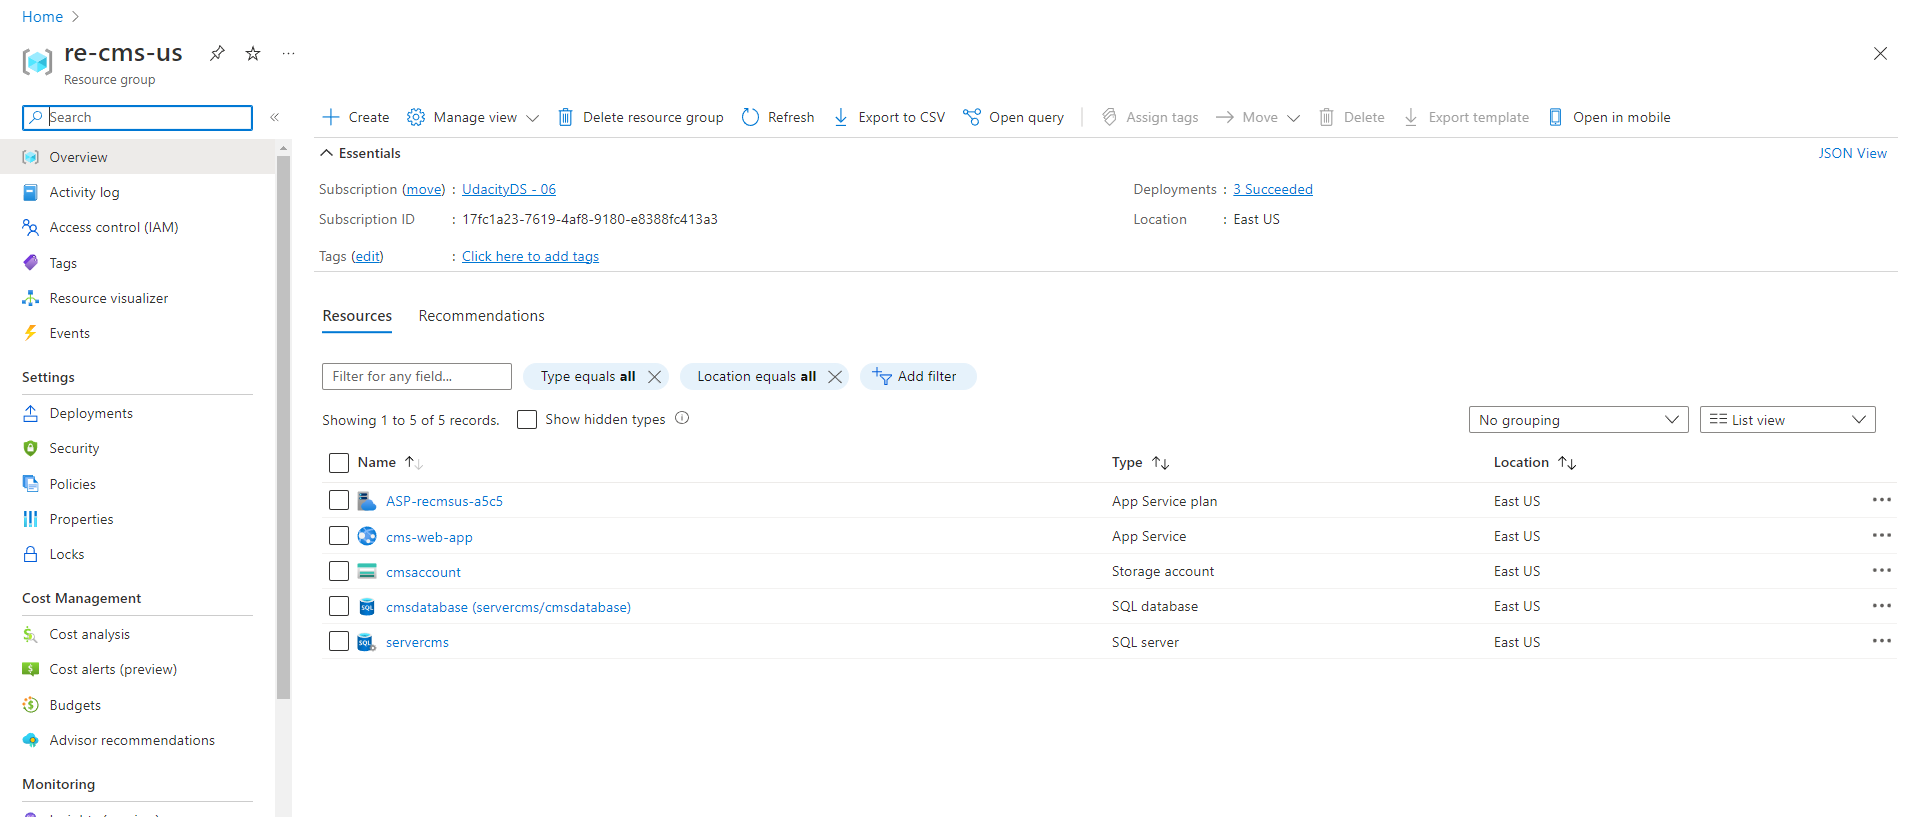 Home
re-cms-us
Resource group
Search
Create
Manage view
Delete resource group
Refresh
Export to CSV
Open query
Assign tags
Move
Delete
Export template
Open in mobile
Overview
Activity log
Access control (IAM)
Tags
Resource visualizer
Events
Settings
Deployments
Security
Policies
Properties
Locks
Cost Management
Cost analysis
Cost alerts (preview)
Budgets
Advisor recommendations
Monitoring
Essentials
JSON View
Subscription (move) : UdacityDS - 06
Deployments : 3 Succeeded
Subscription ID : 17fc1a23-7619-4af8-9180-e8388fc413a3
Location : East US
Tags (edit) : Click here to add tags
Resources Recommendations
Filter for any field...
Type equals all
Location equals all
Add filter
Showing 1 to 5 of 5 records.
Show hidden types
No grouping
List view
Name Type Location
ASP-recmsus-a5c5 App Service plan East US
cms-web-app App Service East US
cmsaccount Storage account East US
cmsdatabase (servercms/cmsdatabase) SQL database East US
servercms SQL server East US